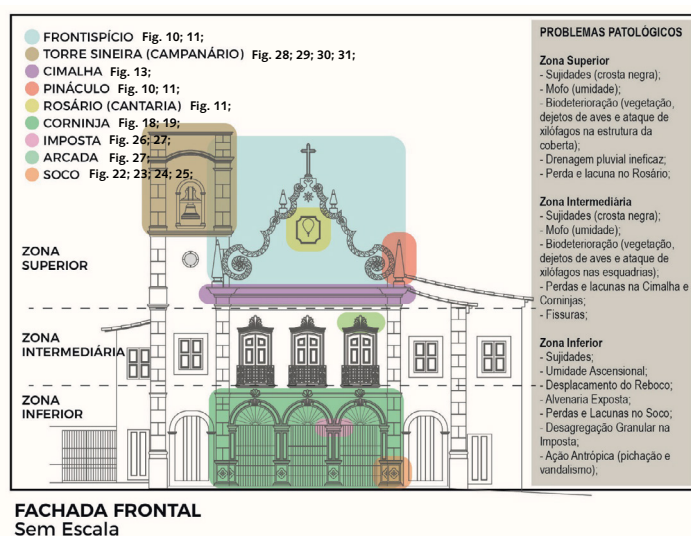 FRONTISPÍCIO Fig. 10; 11;
TORRE SINEIRA (CAMPANÁRIO) Fig. 28; 29; 30; 31;
CIMALHA Fig. 13;
PINÁCULO Fig. 10; 11;
ROSÁRIO (CANTARIA) Fig. 11;
CORNINJA Fig. 18; 19;
IMPOSTA Fig. 26; 27;
ARCADA Fig. 27;
SOCO Fig. 22; 23; 24; 25;
ZONA
SUPERIOR
ZONA
INTERMEDIÁRIA
ZONA
INFERIOR
PROBLEMAS PATOLÓGICOS
Zona Superior
- Sujidades (crosta negra);
- Mofo (umidade);
- Biodeterioração (vegetação,
dejetos de aves e ataque de
xilófagos na estrutura da
coberta);
- Drenagem pluvial ineficaz;
- Perda e lacuna no Rosário;
Zona Intermediária
- Sujidades (crosta negra);
- Mofo (umidade);
- Biodeterioração (vegetação,
dejetos de aves e ataque de
xilófagos nas esquadrias);
- Perdas e lacunas na Cimalha e
Corninjas;
- Fissuras;
Zona Inferior
- Sujidades;
- Umidade Ascensional;
- Desplacamento do Reboco;
- Alvenaria Exposta;
- Perdas e Lacunas no Soco;
- Desagregação Granular na
Imposta;
- Ação Antrópica (pichação e
vandalismo);
FACHADA FRONTAL
Sem Escala